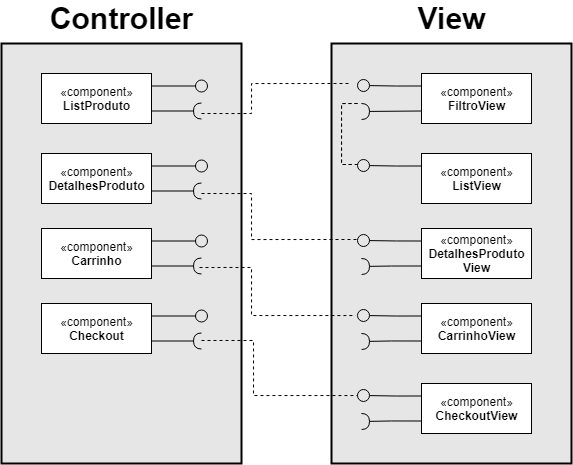 Controller
«component»
ListProduto
«component»
DetalhesProduto
«component»
Carrinho
«component»
Checkout
View
«component»
FiltroView
«component»
ListView
«component»
DetalhesProduto
View
«component»
CarrinhoView
«component»
CheckoutView